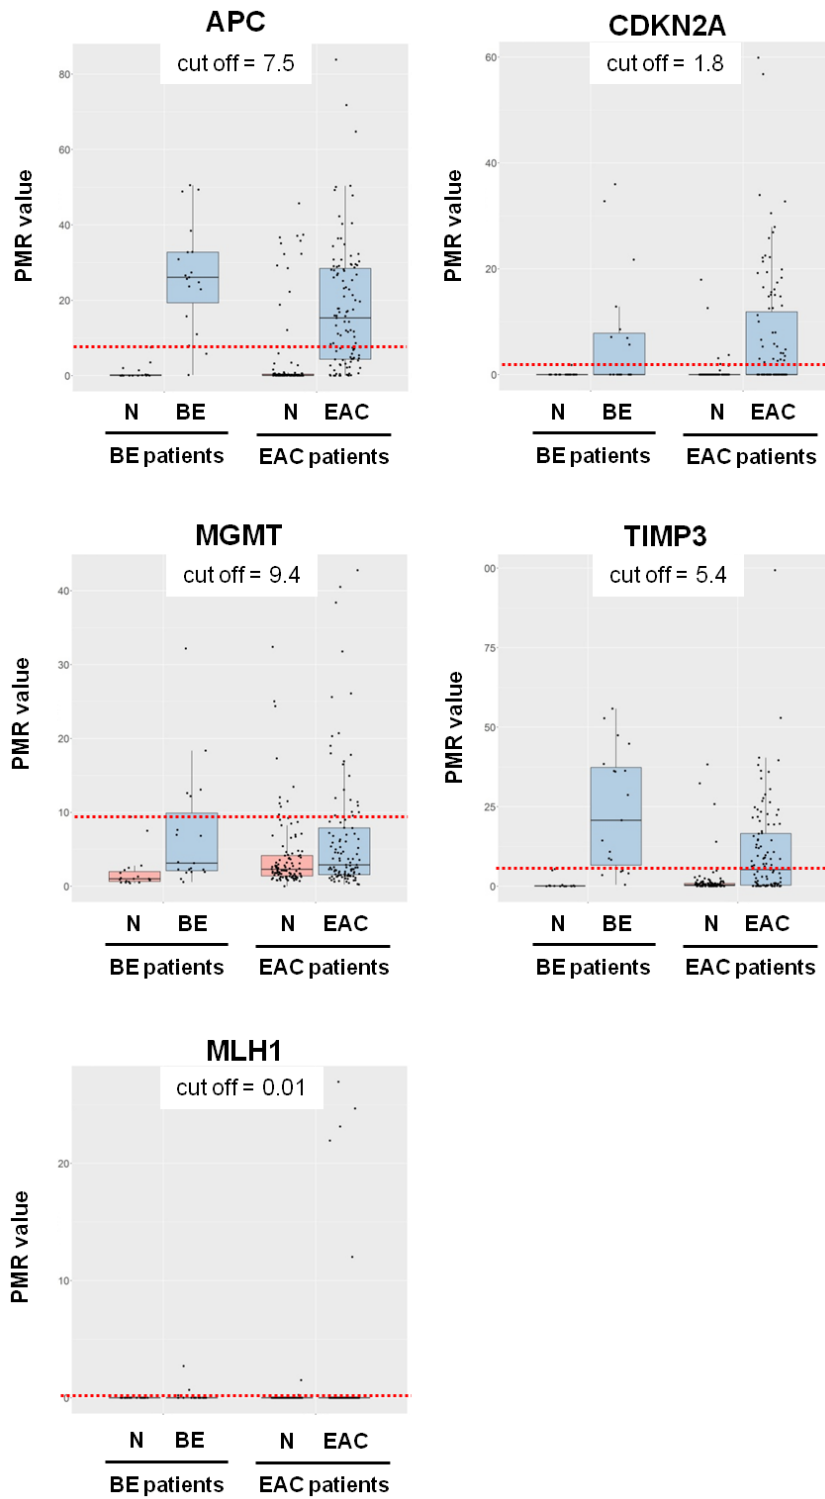 APC
cut off = 7.5
80
60
40
20
0
PMR value
N BE N EAC
BE patients EAC patients
CDKN2A
cut off = 1.8
60
40
20
0
PMR value
N BE N EAC
BE patients EAC patients
MGMT
cut off = 9.4
40
30
20
10
0
PMR value
N BE N EAC
BE patients EAC patients
TIMP3
cut off = 5.4
00
75
50
25
0
PMR value
N BE N EAC
BE patients EAC patients
MLH1
cut off = 0.01
20
10
0
PMR value
N BE N EAC
BE patients EAC patients